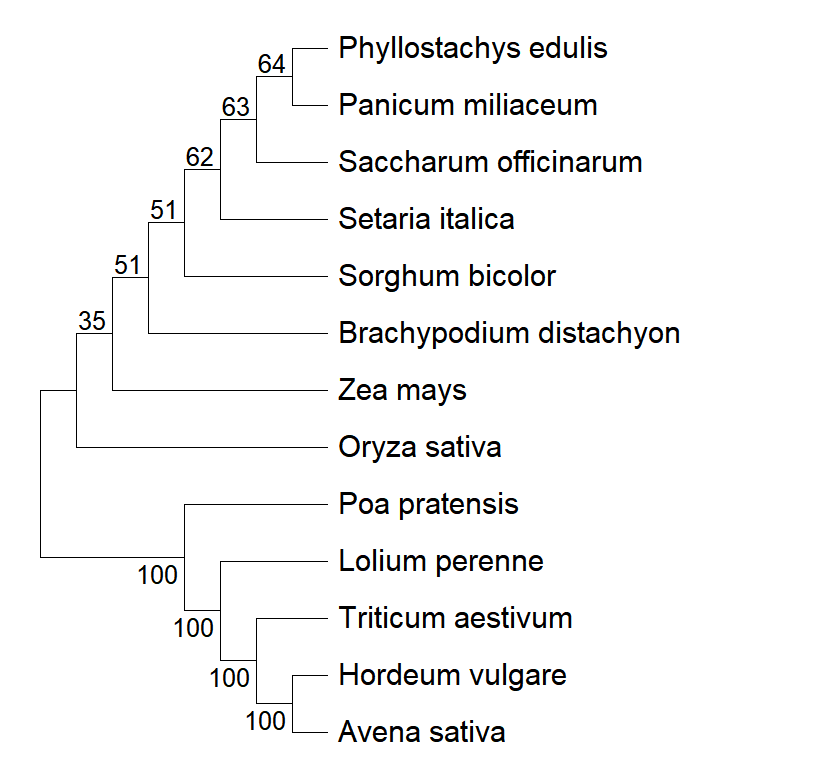 64
Phyllostachys edulis
63
Panicum miliaceum
62
Saccharum officinarum
51
Setaria italica
51
Sorghum bicolor
35
Brachypodium distachyon
Zea mays
Oryza sativa
Poa pratensis
100
Lolium perenne
100
Triticum aestivum
100
Hordeum vulgare
100
Avena sativa